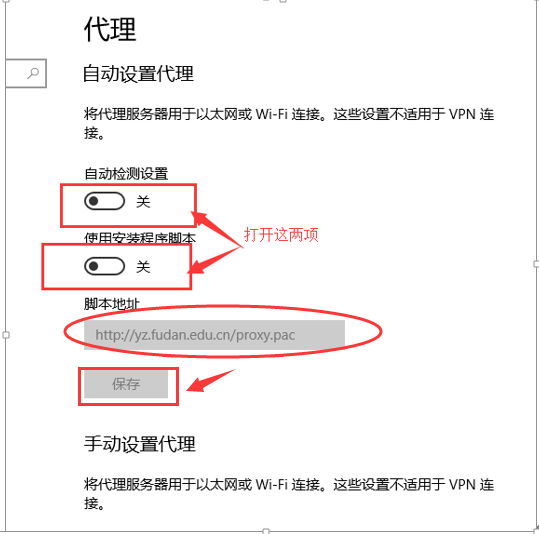 代理
自动设置代理
将代理服务器用于以太网或 Wi-Fi 连接。这些设置不适用于 VPN 连
接。
自动检测设置
关
打开这两项
使用安装程序脚本
关
脚本地址
http://yz.fudan.edu.cn/proxy.pac
保存
手动设置代理
将代理服务器用于以太网或 Wi-Fi 连接。这些设置不适用于 VPN 连
接。